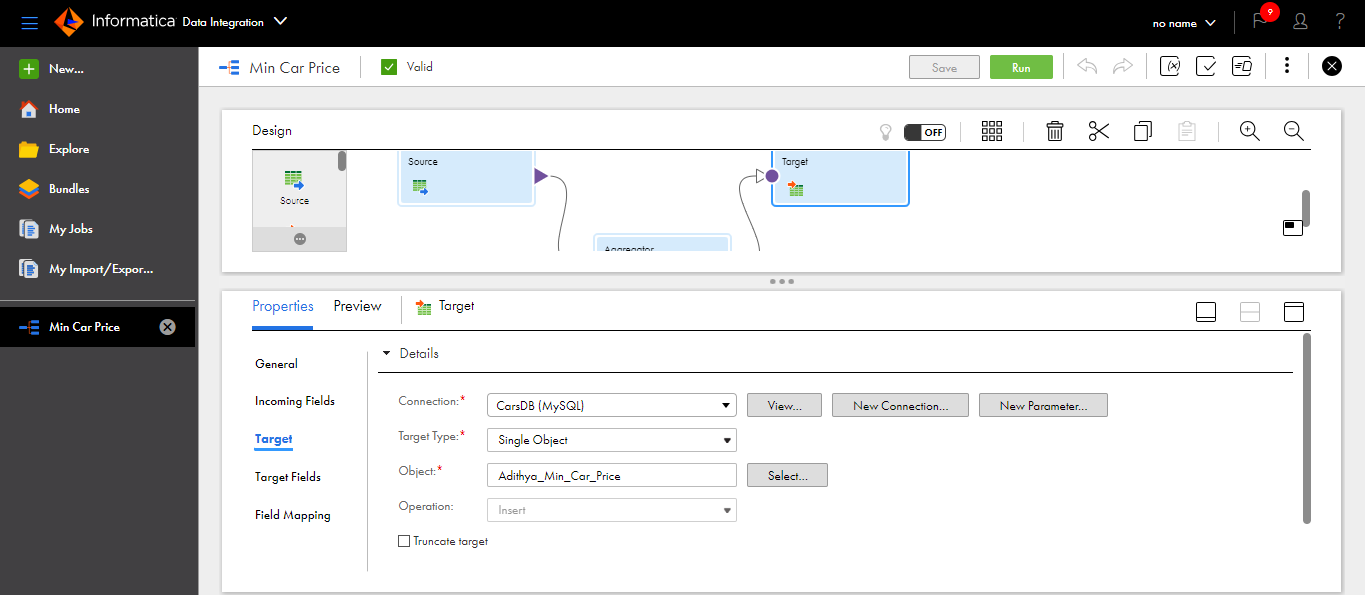 Informatica Data Integration
no name
9
?
New...
Home
Explore
Bundles
My Jobs
My Import/Expor...
Min Car Price
Min Car Price
Valid
Save
Run
Design
OFF
Source
Source
Target
Aggregator
Properties
Preview
Target
General
Incoming Fields
Target
Target Fields
Field Mapping
Details
Connection:*
CarsDB (MySQL)
View...
New Connection...
New Parameter...
Target Type:*
Single Object
Object:*
Adithya_Min_Car_Price
Select...
Operation:
Insert
Truncate target